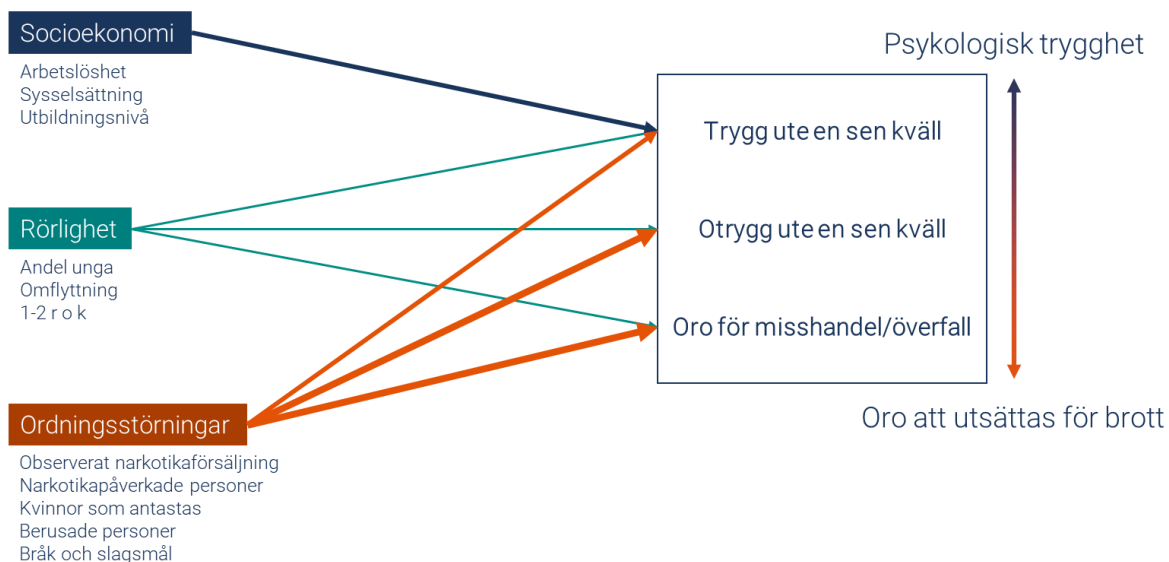 Socioekonomi
Arbetslöshet
Sysselsättning
Utbildningsnivå
Rörlighet
Andel unga
Omflyttning
1-2 r o k
Ordningsstörningar
Observerat narkotikaförsäljning
Narkotikapåverkade personer
Kvinnor som antastas
Berusade personer
Bråk och slagsmål
Psykologisk trygghet
Trygg ute en sen kväll
Otrygg ute en sen kväll
Oro för misshandel/överfall
Oro att utsättas för brott